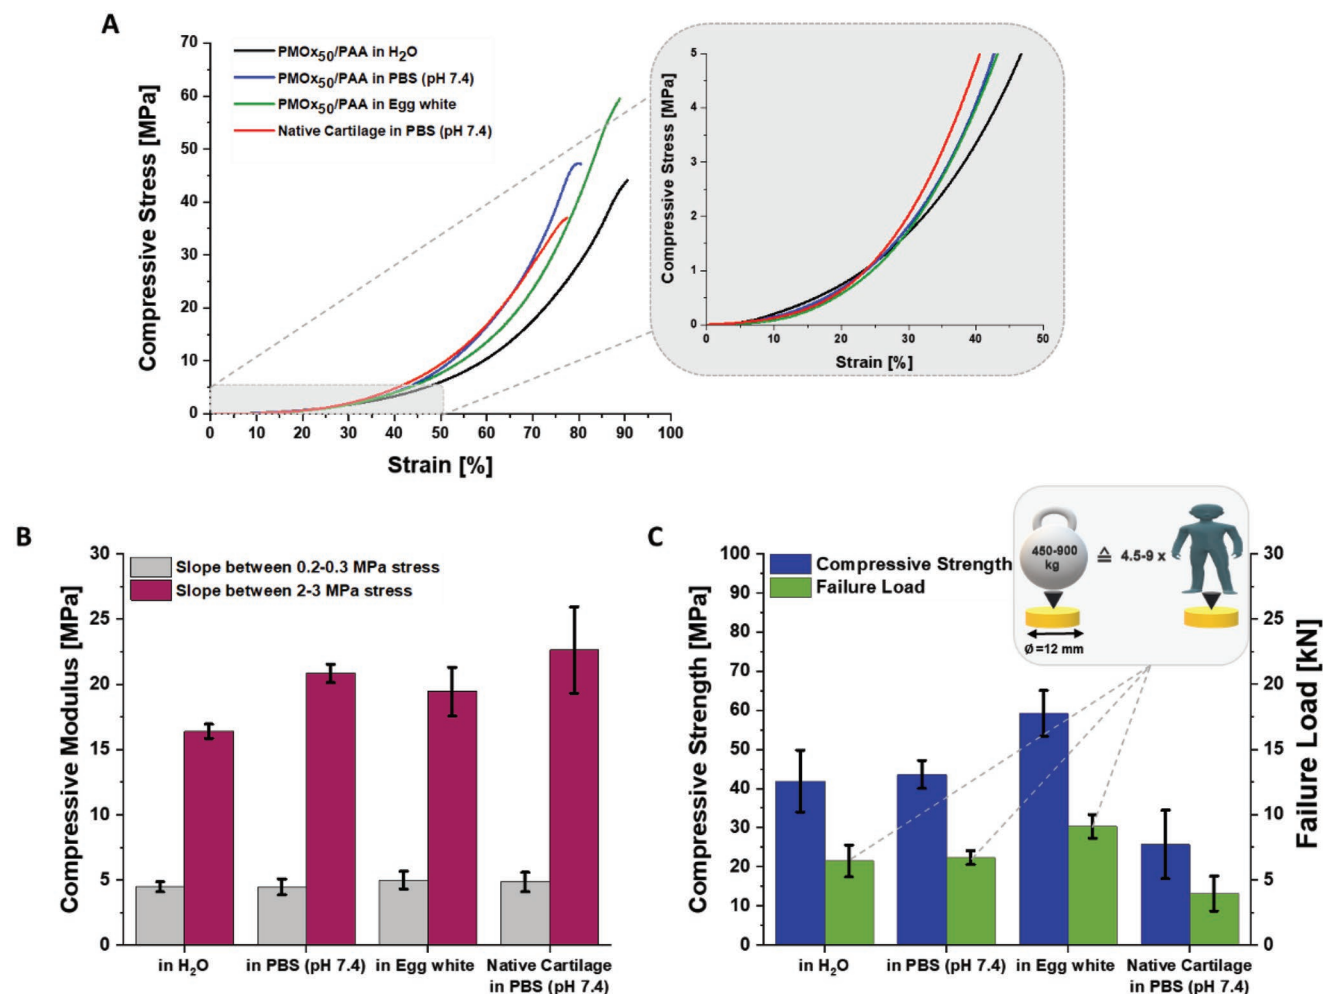 A
PMOx50/PAA in H2O
PMOx50/PAA in PBS (pH 7.4)
PMOx50/PAA in Egg white
Native Cartilage in PBS (pH 7.4)
Compressive Stress [MPa]
70
60
50
40
30
20
10
0
0 10 20 30 40 50 60 70 80 90 100
Strain [%]
Compressive Stress [MPa]
5
4
3
2
1
0
0 10 20 30 40 50
Strain [%]
B
Slope between 0.2-0.3 MPa stress
Slope between 2-3 MPa stress
Compressive Modulus [MPa]
30
25
20
15
10
5
0
in H2O
in PBS (pH 7.4)
in Egg white
Native Cartilage
in PBS (pH 7.4)
C
Compressive Strength
Failure Load
450-900
kg
≙ 4.5-9 x
Ø =12 mm
Compressive Strength [MPa]
100
90
80
70
60
50
40
30
20
10
0
Failure Load [kN]
30
25
20
15
10
5
0
in H2O
in PBS (pH 7.4)
in Egg white
Native Cartilage
in PBS (pH 7.4)